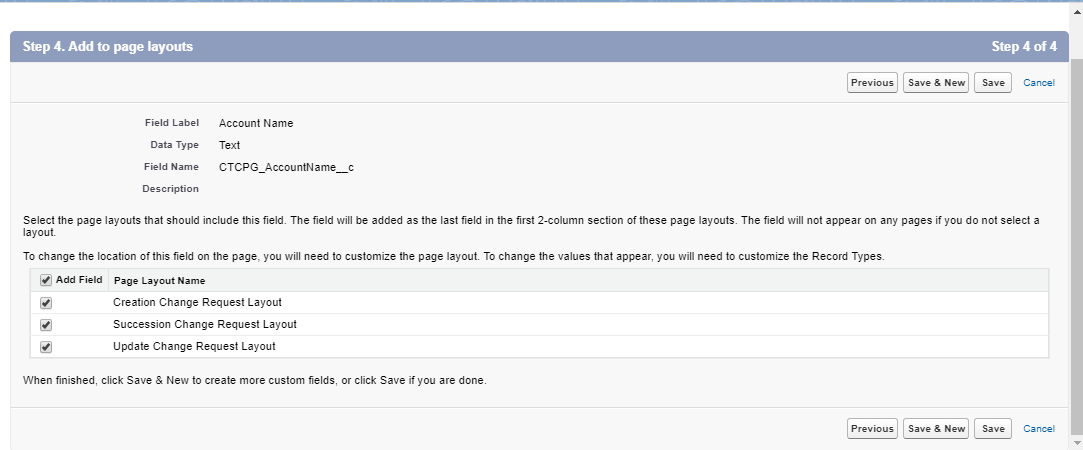 Step 4. Add to page layouts Step 4 of 4
Previous Save & New Save Cancel
Field Label Account Name
Data Type Text
Field Name CTCPG_AccountName__c
Description
Select the page layouts that should include this field. The field will be added as the last field in the first 2-column section of these page layouts. The field will not appear on any pages if you do not select a
layout.
To change the location of this field on the page, you will need to customize the page layout. To change the values that appear, you will need to customize the Record Types.
Add Field Page Layout Name
Creation Change Request Layout
Succession Change Request Layout
Update Change Request Layout
When finished, click Save & New to create more custom fields, or click Save if you are done.
Previous Save & New Save Cancel